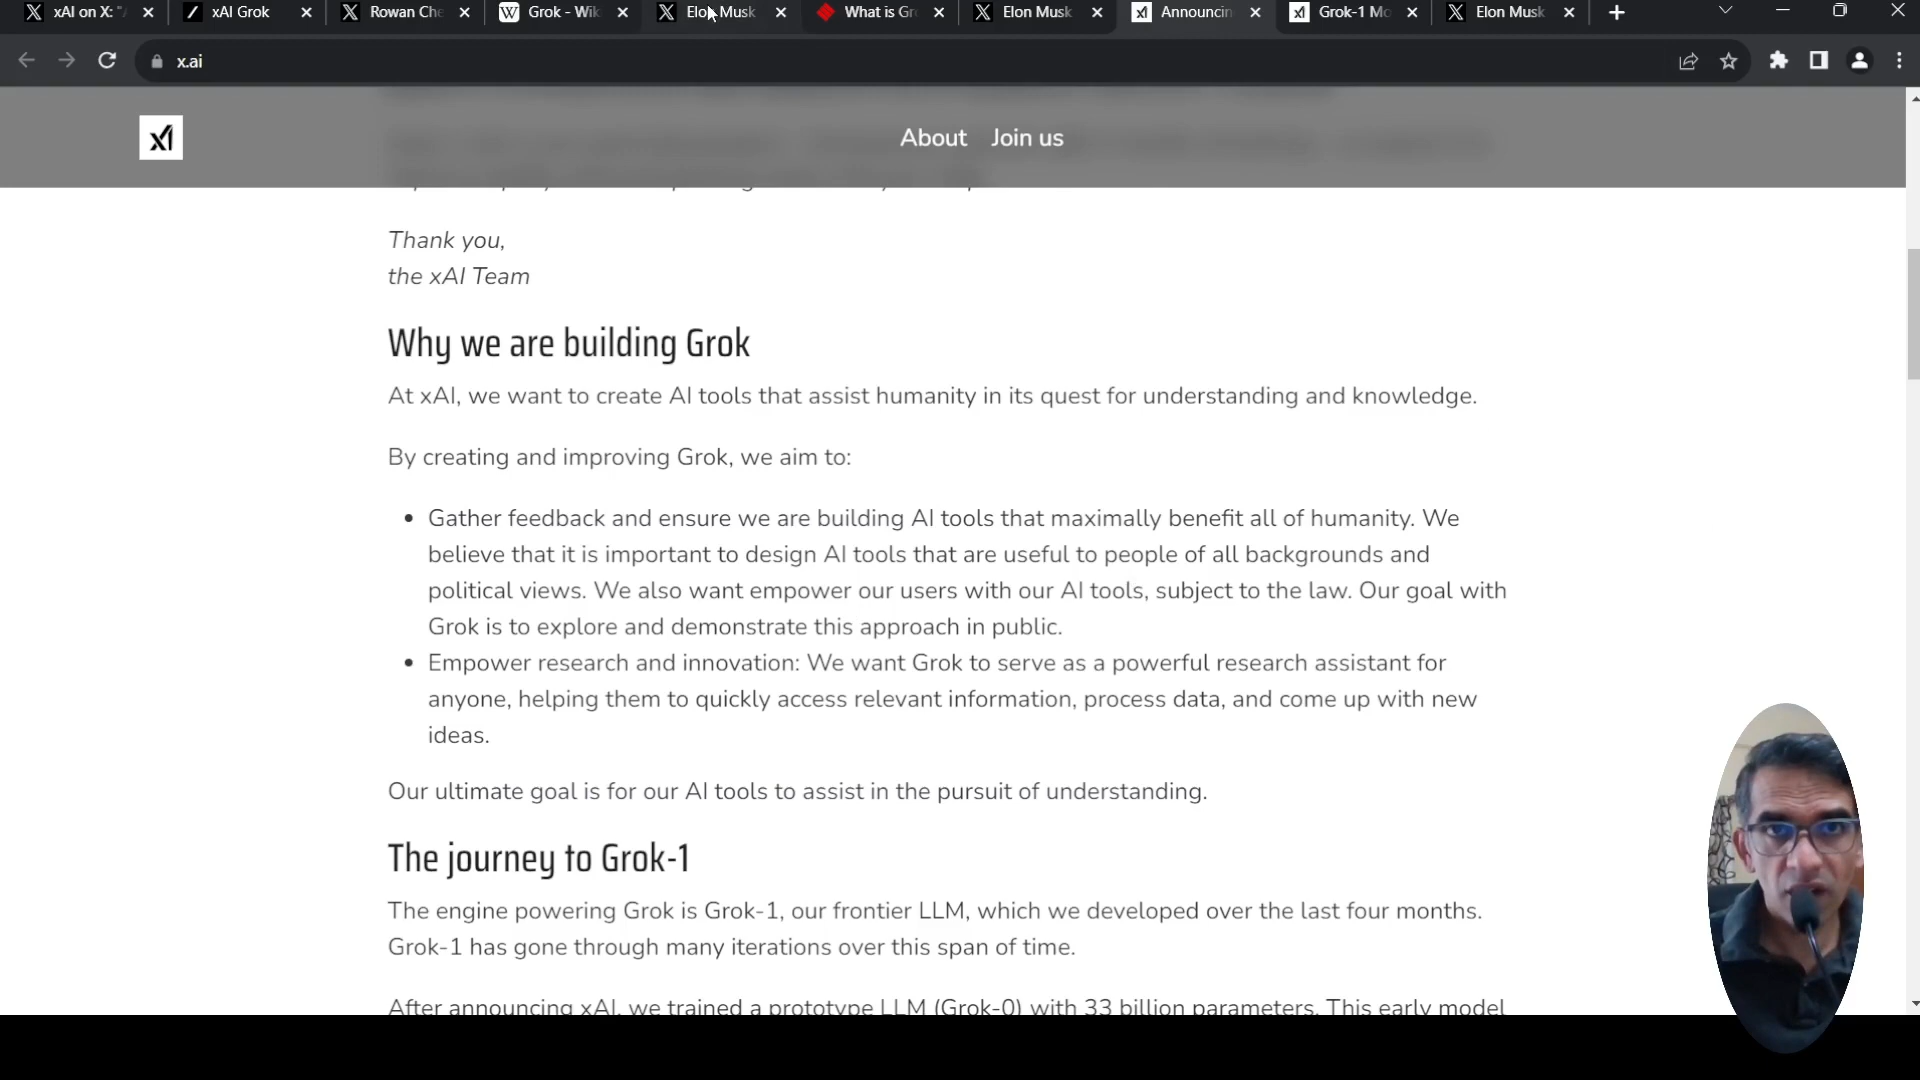 xAI on X: "
xAI Grok
Rowan Che
Grok - Wik
Elon Musk
What is Gr
Elon Musk
Announcin
Grok-1 Mo
Elon Musk
x.ai
xI
About Join us
Thank you,
the xAI Team
Why we are building Grok
At xAI, we want to create AI tools that assist humanity in its quest for understanding and knowledge.
By creating and improving Grok, we aim to:
• Gather feedback and ensure we are building AI tools that maximally benefit all of humanity. We
believe that it is important to design AI tools that are useful to people of all backgrounds and
political views. We also want empower our users with our AI tools, subject to the law. Our goal with
Grok is to explore and demonstrate this approach in public.
• Empower research and innovation: We want Grok to serve as a powerful research assistant for
anyone, helping them to quickly access relevant information, process data, and come up with new
ideas.
Our ultimate goal is for our AI tools to assist in the pursuit of understanding.
The journey to Grok-1
The engine powering Grok is Grok-1, our frontier LLM, which we developed over the last four months.
Grok-1 has gone through many iterations over this span of time.
After announcing xAI, we trained a prototype LLM (Grok-0) with 33 billion parameters. This early model